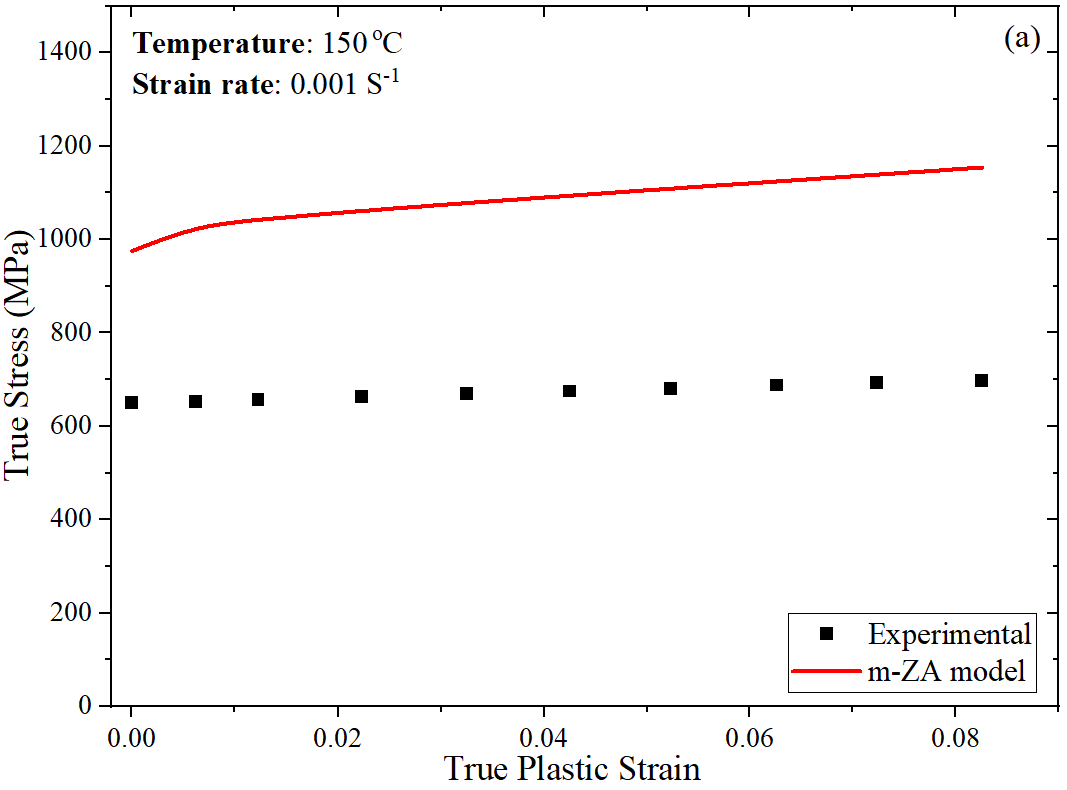 Temperature: 150 °C
(a)
Strain rate: 0.001 S⁻¹
True Stress (MPa)
1400
1200
1000
800
600
400
200
0
Experimental
m-ZA model
0.00 0.02 0.04 0.06 0.08
True Plastic Strain